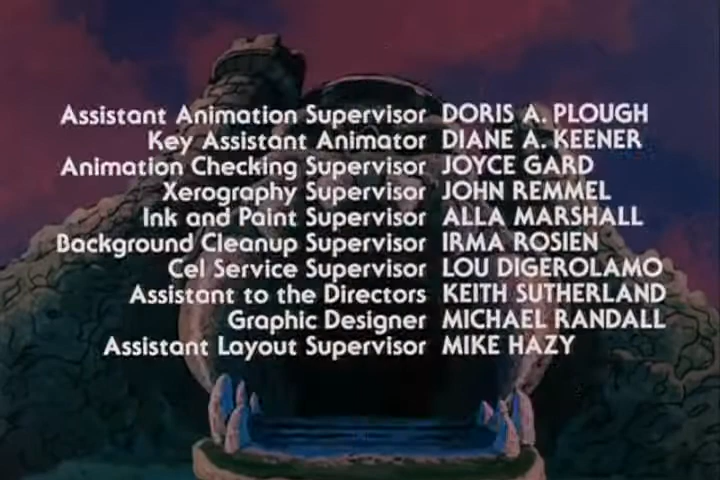 Assistant Animation Supervisor DORIS A. PLOUGH
Key Assistant Animator DIANE A. KEENER
Animation Checking Supervisor JOYCE GARD
Xerography Supervisor JOHN REMMEL
Ink and Paint Supervisor ALLA MARSHALL
Background Cleanup Supervisor IRMA ROSIEN
Cel Service Supervisor LOU DIGEROLAMO
Assistant to the Directors KEITH SUTHERLAND
Graphic Designer MICHAEL RANDALL
Assistant Layout Supervisor MIKE HAZY